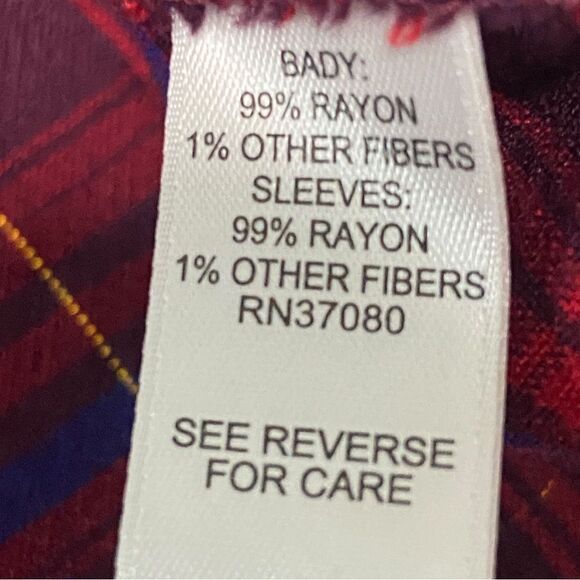 BADY:
99% RAYON
1% OTHER FIBERS
SLEEVES:
99% RAYON
1% OTHER FIBERS
RN37080
SEE REVERSE
FOR CARE